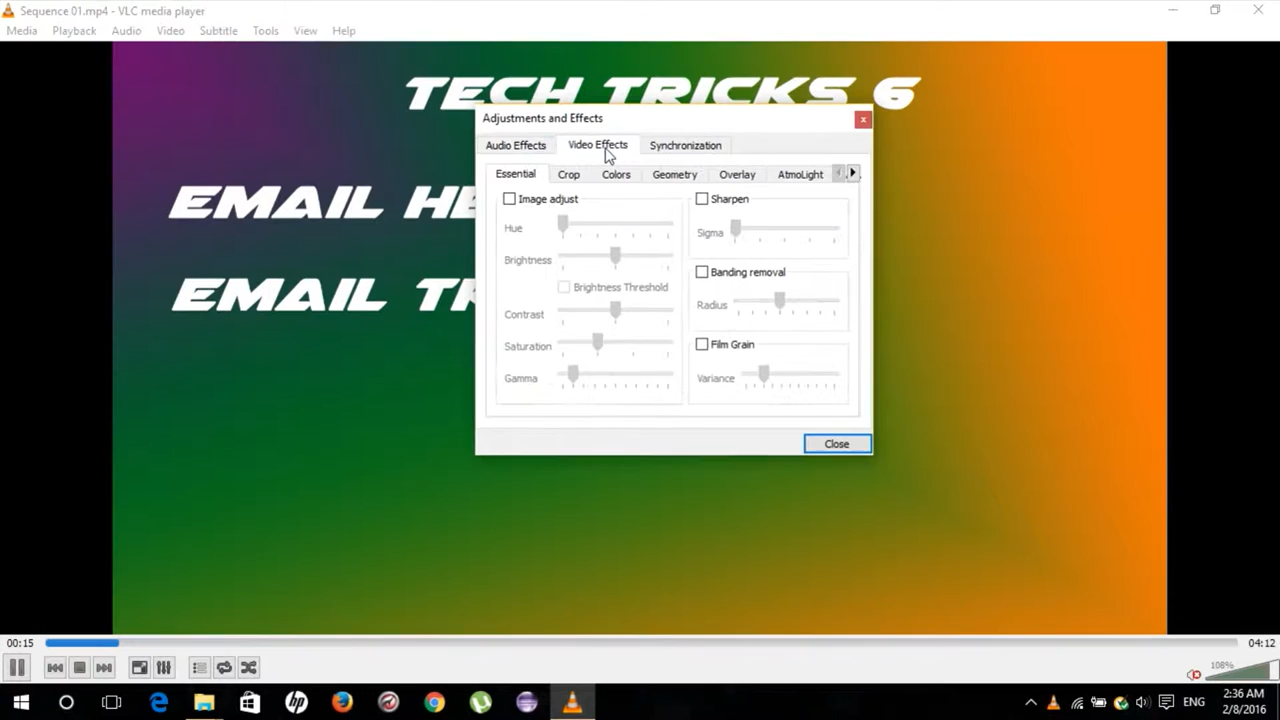 Sequence 01.mp4 - VLC media player
Media Playback Audio Video Subtitle Tools View Help
TECH TRICKS 6
Adjustments and Effects
Audio Effects Video Effects Synchronization
Essential Crop Colors Geometry Overlay AtmoLight
Image adjust Sharpen
EMAIL HE
Hue Sigma
Brightness
Banding removal
Brightness Threshold
EMAIL TR
Radius
Contrast
Saturation Film Grain
Gamma Variance
Close
00:15 04:12
108%
hp
ENG
2:36 AM
2/8/2016